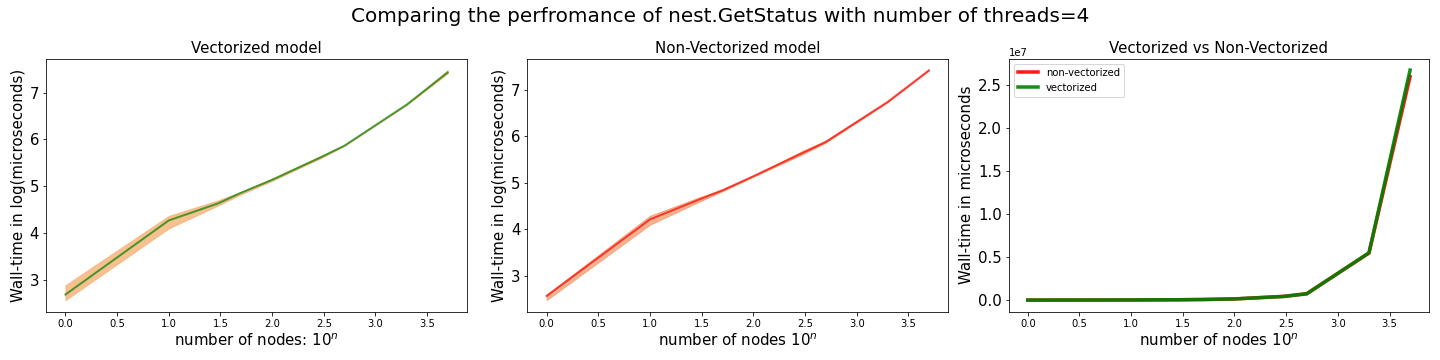 Comparing the perfromance of nest.GetStatus with number of threads=4
Vectorized model
Wall-time in log(microseconds)
7
6
5
4
3
0.0 0.5 1.0 1.5 2.0 2.5 3.0 3.5
number of nodes: 10^n
Non-Vectorized model
Wall-time in log(microseconds)
7
6
5
4
3
0.0 0.5 1.0 1.5 2.0 2.5 3.0 3.5
number of nodes 10^n
Vectorized vs Non-Vectorized
1e7
non-vectorized
vectorized
Wall-time in microseconds
2.5
2.0
1.5
1.0
0.5
0.0
0.0 0.5 1.0 1.5 2.0 2.5 3.0 3.5
number of nodes 10^n